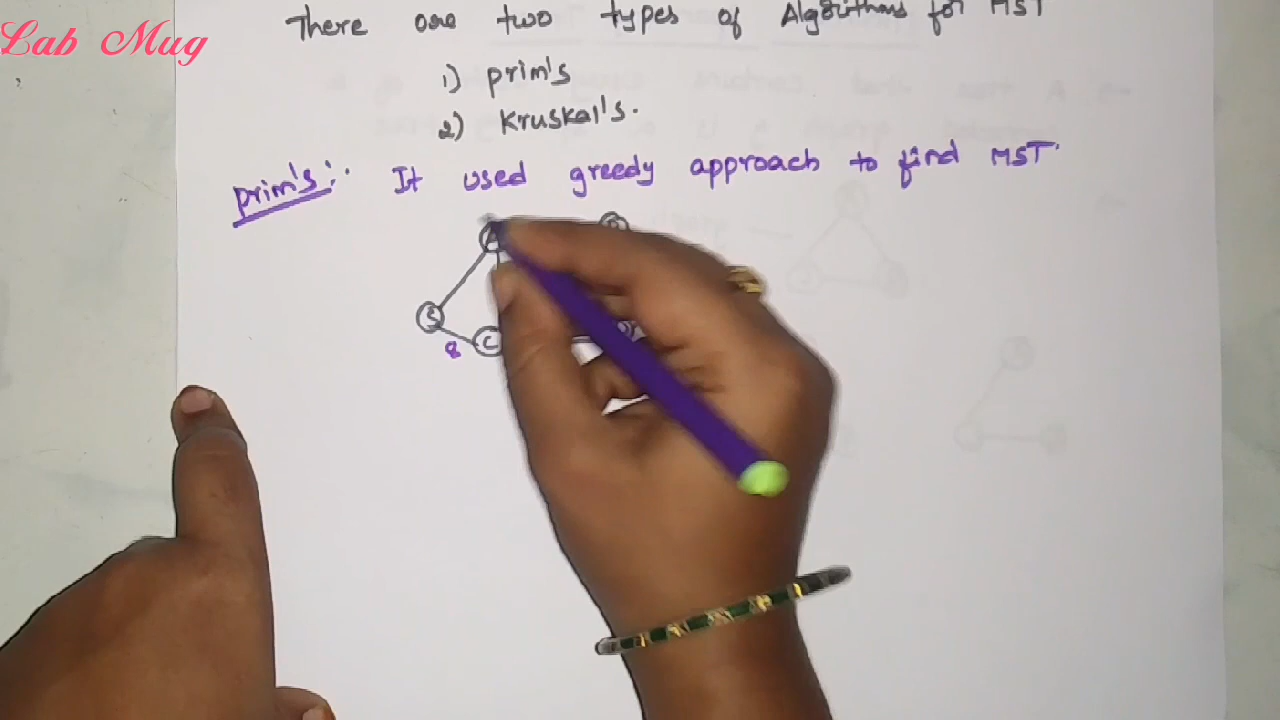 There are two types of Algorithms for MST
Lab Mug
1) prim's
2) Kruskal's.
prim's:. It used greedy approach to find MST.
A
S
C
8